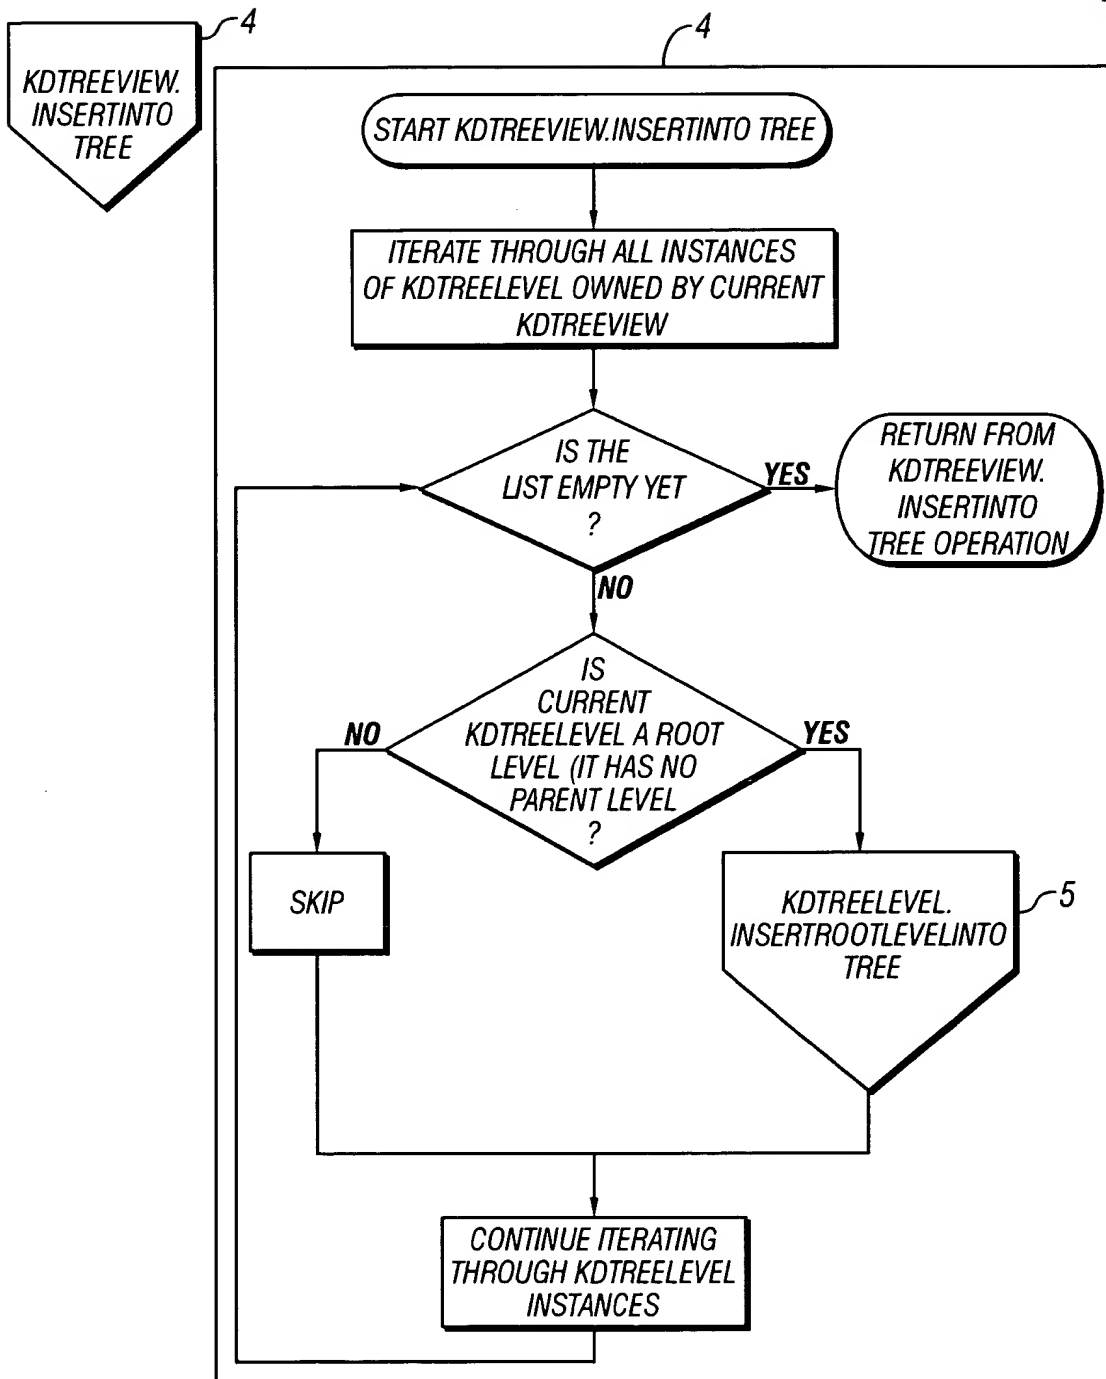 4
KDTREEVIEW.
INSERTINTO
TREE
4
START KDTREEVIEW.INSERTINTO TREE
ITERATE THROUGH ALL INSTANCES
OF KDTREELEVEL OWNED BY CURRENT
KDTREEVIEW
IS THE
LIST EMPTY YET
?
YES
RETURN FROM
KDTREEVIEW.
INSERTINTO
TREE OPERATION
NO
IS
CURRENT
KDTREELEVEL A ROOT
LEVEL (IT HAS NO
PARENT LEVEL
?
NO
YES
SKIP
KDTREELEVEL.
INSERTROOTLEVELINTO
TREE
5
CONTINUE ITERATING
THROUGH KDTREELEVEL
INSTANCES